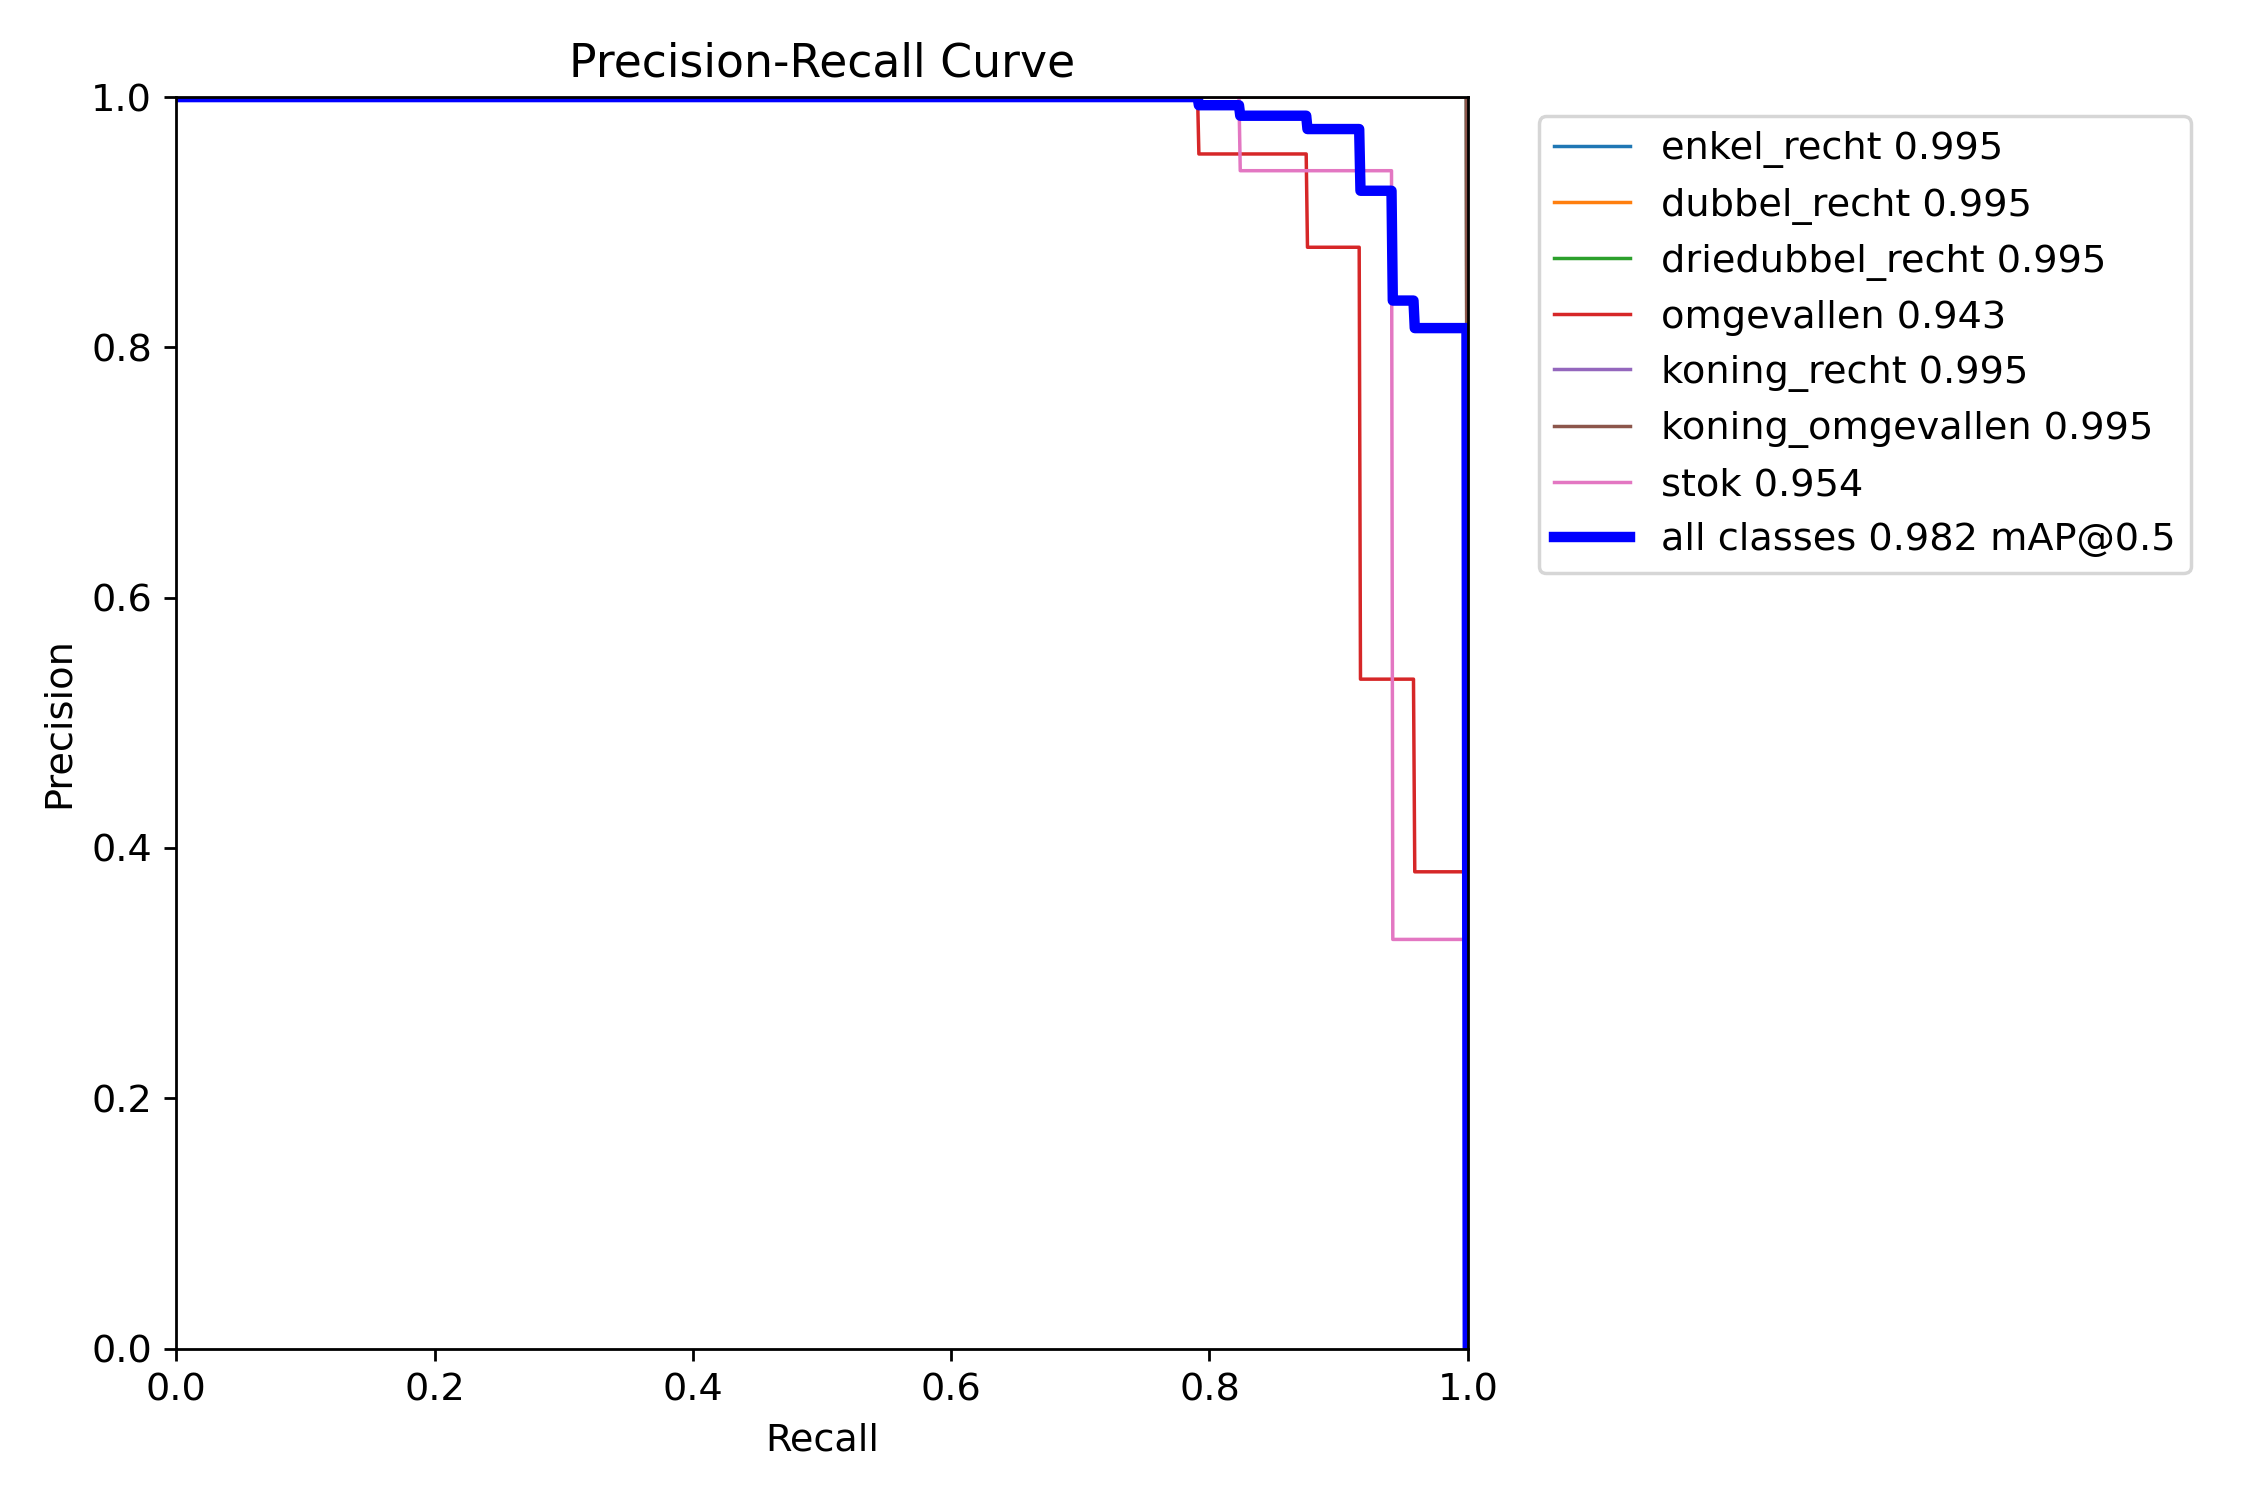 Precision-Recall Curve
1.0
0.8
0.6
0.4
0.2
0.0
Precision
0.0 0.2 0.4 0.6 0.8 1.0
Recall
enkel_recht 0.995
dubbel_recht 0.995
driedubbel_recht 0.995
omgevallen 0.943
koning_recht 0.995
koning_omgevallen 0.995
stok 0.954
all classes 0.982 mAP@0.5